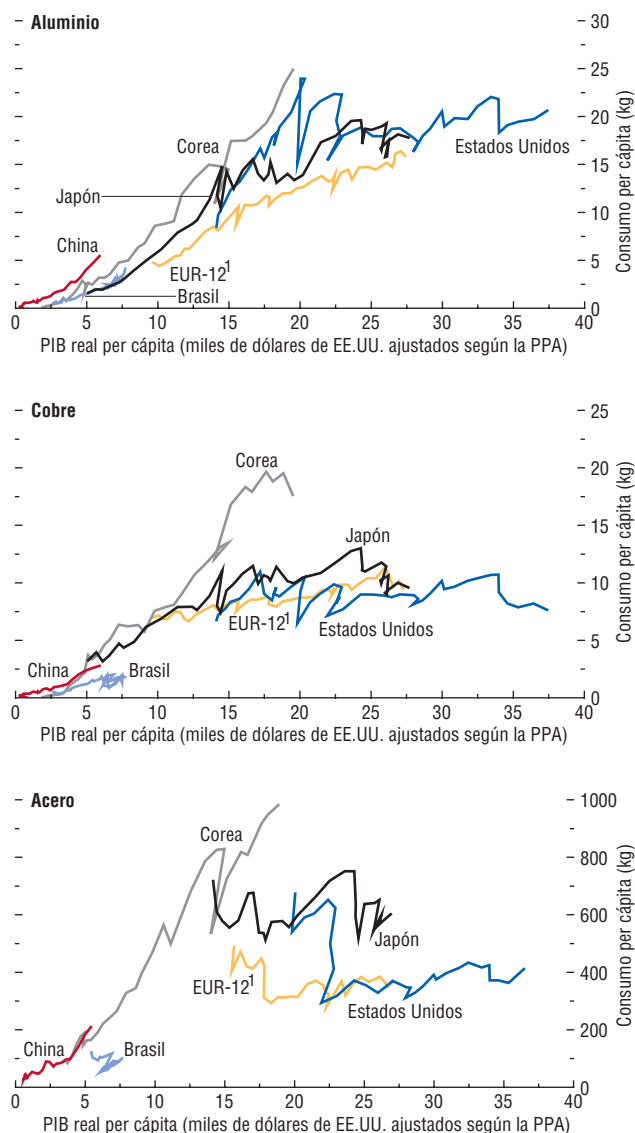 Aluminio
30
25
20
15
10
5
0
Consumo per cápita (kg)
Corea
Estados Unidos
Japón
China
EUR-12¹
Brasil
0 5 10 15 20 25 30 35 40
PIB real per cápita (miles de dólares de EE.UU. ajustados según la PPA)
Cobre
25
20
15
10
5
0
Consumo per cápita (kg)
Corea
Japón
EUR-12¹
Estados Unidos
China
Brasil
0 5 10 15 20 25 30 35 40
PIB real per cápita (miles de dólares de EE.UU. ajustados según la PPA)
Acero
1000
800
600
400
200
0
Consumo per cápita (kg)
Corea
Japón
EUR-12¹
Estados Unidos
China
Brasil
0 5 10 15 20 25 30 35 40
PIB real per cápita (miles de dólares de EE.UU. ajustados según la PPA)